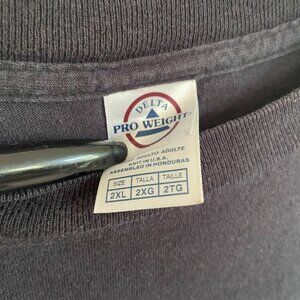 DELTA
PRO WEIGHT
ADULTO ADULTE
KNIT IN U.S.A.
ASSEMBLED IN HONDURAS
SIZE TALLA TAILLE
2XL 2XG 2TG